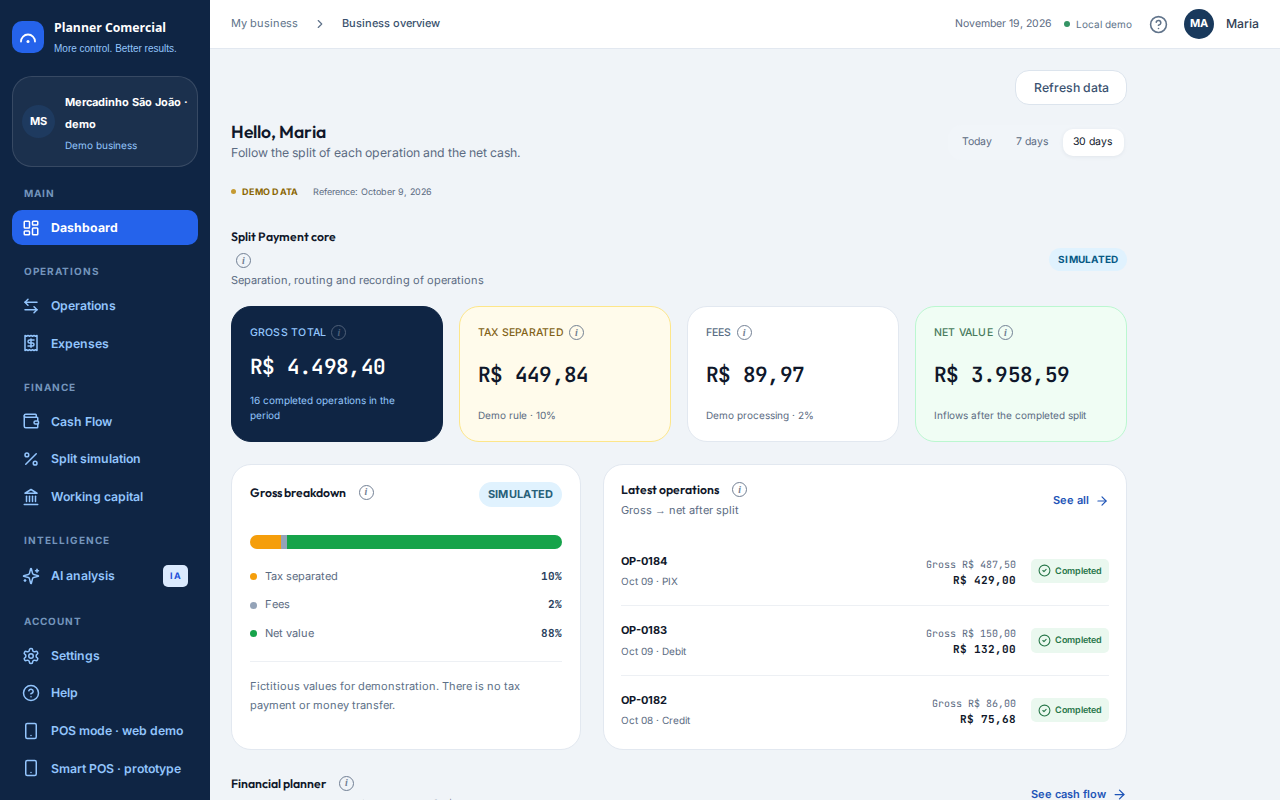 Planner Comercial
More control. Better results.
MS
Mercadinho São João ·
demo
Demo business
MAIN
Dashboard
OPERATIONS
Operations
Expenses
FINANCE
Cash Flow
Split simulation
Working capital
INTELLIGENCE
AI analysis
IA
ACCOUNT
Settings
Help
POS mode · web demo
Smart POS · prototype
My business
Business overview
November 19, 2026
Local demo
MA
Maria
Refresh data
Hello, Maria
Follow the split of each operation and the net cash.
Today
7 days
30 days
DEMO DATA
Reference: October 9, 2026
Split Payment core
Separation, routing and recording of operations
SIMULATED
GROSS TOTAL
R$ 4.498,40
16 completed operations in the
period
TAX SEPARATED
R$ 449,84
Demo rule · 10%
FEES
R$ 89,97
Demo processing · 2%
NET VALUE
R$ 3.958,59
Inflows after the completed split
Gross breakdown
SIMULATED
Tax separated 10%
Fees 2%
Net value 88%
Fictitious values for demonstration. There is no tax
payment or money transfer.
Latest operations
Gross → net after split
See all →
OP-0184
Oct 09 · PIX
Gross R$ 487,50
R$ 429,00
Completed
OP-0183
Oct 09 · Debit
Gross R$ 150,00
R$ 132,00
Completed
OP-0182
Oct 08 · Credit
Gross R$ 86,00
R$ 75,68
Completed
Financial planner
See cash flow →